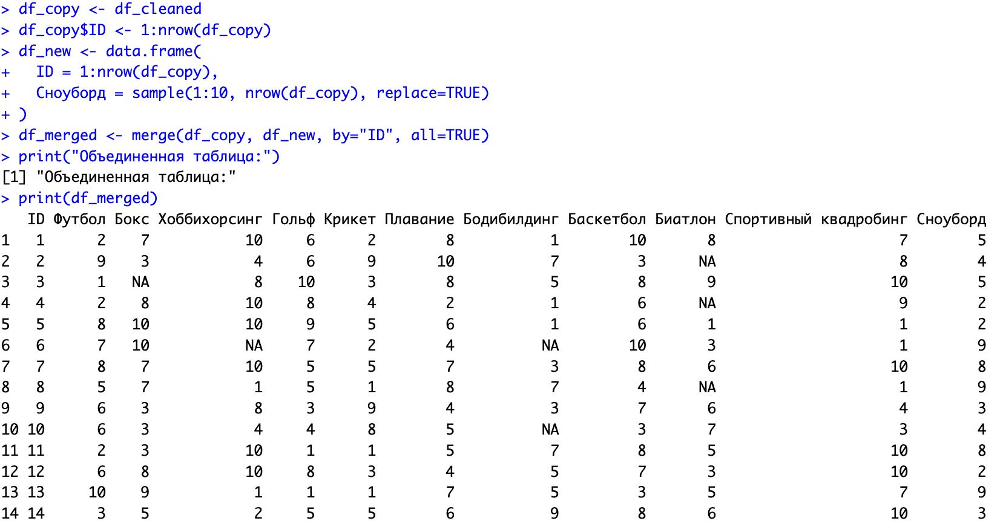 > df_copy <- df_cleaned
> df_copy$ID <- 1:nrow(df_copy)
> df_new <- data.frame(
+   ID = 1:nrow(df_copy),
+   Сноуборд = sample(1:10, nrow(df_copy), replace=TRUE)
+ )
> df_merged <- merge(df_copy, df_new, by="ID", all=TRUE)
> print("Объединенная таблица:")
[1] "Объединенная таблица:"
> print(df_merged)
   ID Футбол Бокс Хоббихорсинг Гольф Крикет Плавание Бодибилдинг Баскетбол Биатлон Спортивный квадробинг Сноуборд
1   1      2    7           10     6      2        8           1        10       8                     7        5
2   2      9    3            4     6      9       10           7         3      NA                     8        4
3   3      1   NA            8    10      3        8           5         8       9                    10        5
4   4      2    8           10     8      4        2           1         6      NA                     9        2
5   5      8   10           10     9      5        6           1         6       1                     1        2
6   6      7   10           NA     7      2        4          NA        10       3                     1        9
7   7      8    7           10     5      5        7           3         8       6                    10        8
8   8      5    7            1     5      1        8           7         4      NA                     1        9
9   9      6    3            8     3      9        4           3         7       6                     4        3
10 10      6    3            4     4      8        5          NA         3       7                     3        4
11 11      2    3           10     1      1        5           7         8       5                    10        8
12 12      6    8           10     8      3        4           5         7       3                    10        2
13 13     10    9            1     1      1        7           5         3       5                     7        9
14 14      3    5            2     5      5        6           9         8       6                    10        3